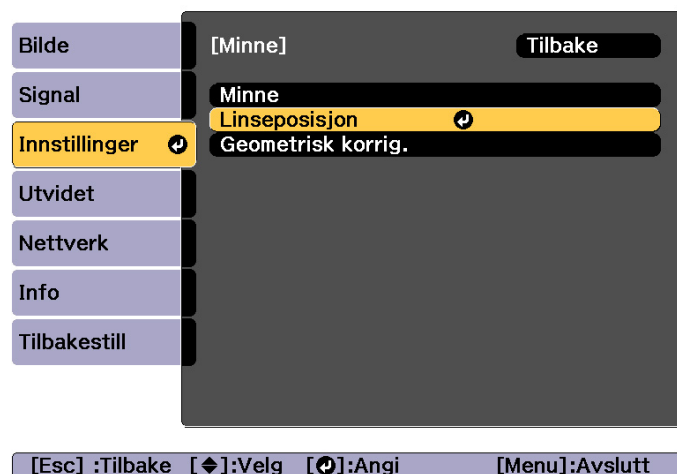 Bilde
Signal
Innstillinger
Utvidet
Nettverk
Info
Tilbakestill
[Minne] Tilbake
Minne
Linseposisjon
Geometrisk korrig.
[Esc] :Tilbake [◆]:Velg [↵]:Angi [Menu]:Avslutt